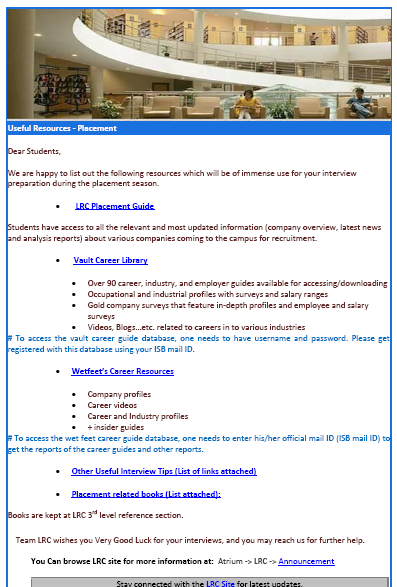 Useful Resources - Placement
Dear Students,
We are happy to list out the following resources which will be of immense use for your interview
preparation during the placement season.
• LRC Placement Guide
Students have access to all the relevant and most updated information (company overview, latest news
and analysis reports) about various companies coming to the campus for recruitment.
• Vault Career Library
• Over 90 career, industry, and employer guides available for accessing/downloading
• Occupational and industrial profiles with surveys and salary ranges
• Gold company surveys that feature in-depth profiles and employee and salary
surveys
• Videos, Blogs...etc. related to careers in to various industries
# To access the vault career guide database, one needs to have username and password. Please get
registered with this database using your ISB mail ID.
• Wetfeet's Career Resources
• Company profiles
• Career videos
• Career and Industry profiles
• + insider guides
# To access the wet feet career guide database, one needs to enter his/her official mail ID (ISB mail ID) to
get the reports of the career guides and other reports.
• Other Useful Interview Tips (List of links attached)
• Placement related books (List attached):
Books are kept at LRC 3rd level reference section.
Team LRC wishes you Very Good Luck for your interviews, and you may reach us for further help.
You Can browse LRC site for more information at: Atrium -> LRC -> Announcement
Stay connected with the LRC Site for latest updates.